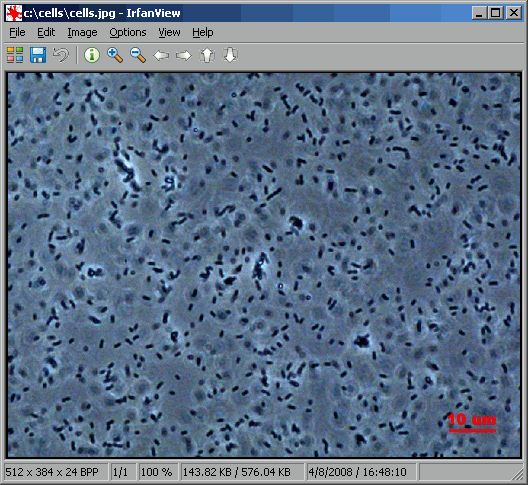 c:\cells\cells.jpg - IrfanView
File Edit Image Options View Help
10 um
512 x 384 x 24 BPP 1/1 100 % 143.82 KB / 576.04 KB 4/8/2008 / 16:48:10